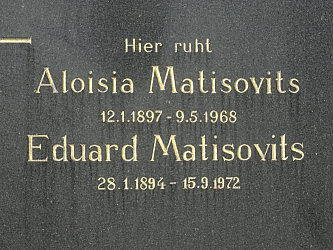 Hier ruht
Aloisia Matisovits
12.1.1897 - 9.5.1968
Eduard Matisovits
28.1.1894 - 15.9.1972